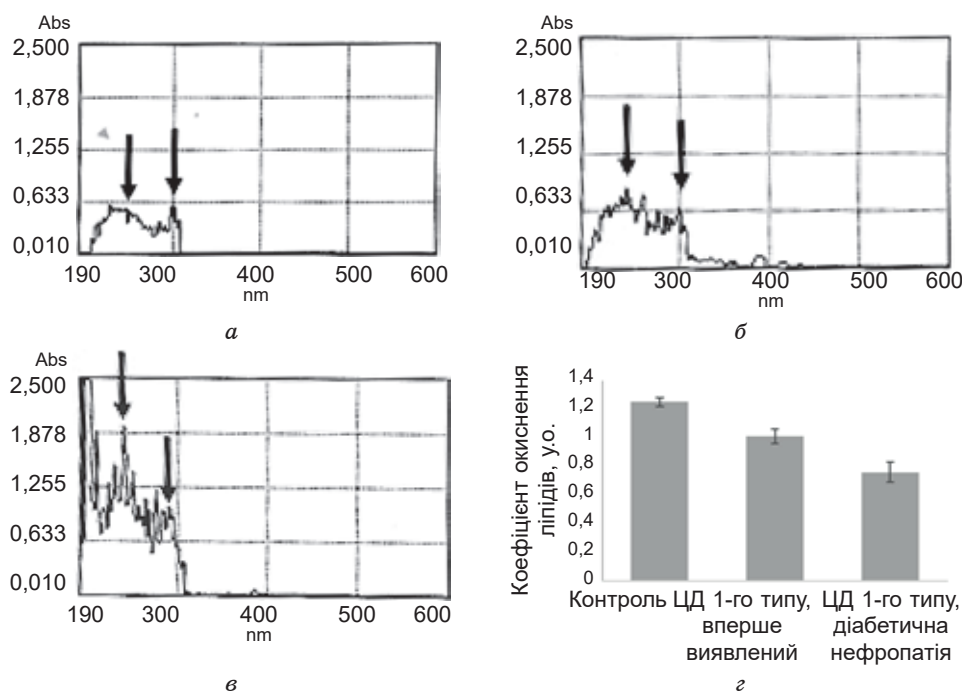 Abs
2,500
1,878
1,255
0,633
0,010
190 300 400 500 600
nm
а
Abs
2,500
1,878
1,255
0,633
0,010
190 300 400 500 600
nm
б
Abs
2,500
1,878
1,255
0,633
0,010
190 300 400 500 600
nm
в
Коефіцієнт окиснення
ліпідів, у.о.
1,4
1,2
1
0,8
0,6
0,4
0,2
0
Контроль ЦД 1-го типу, ЦД 1-го типу,
вперше діабетична
виявлений нефропатія
г